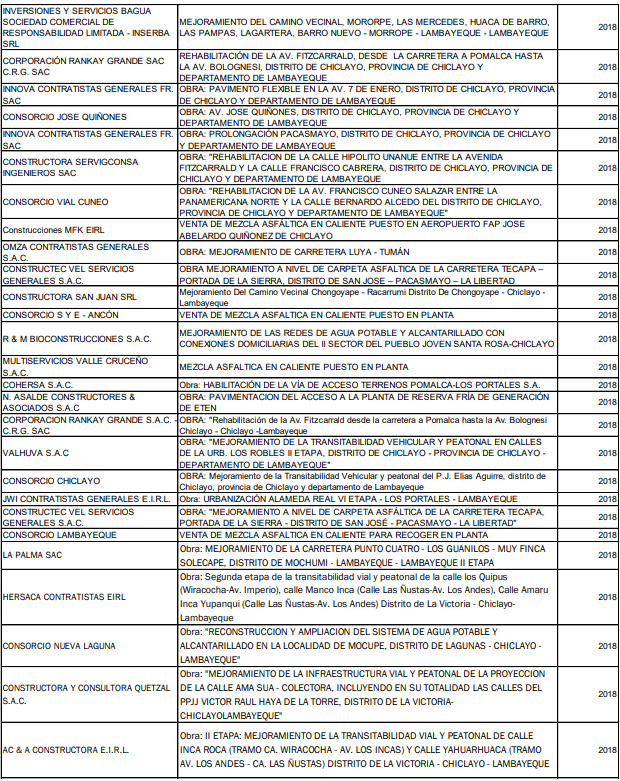 INVERSIONES Y SERVICIOS BAGUA
SOCIEDAD COMERCIAL DE
RESPONSABILIDAD LIMITADA - INSERBA
SRL
MEJORAMIENTO DEL CAMINO VECINAL, MORORPE, LAS MERCEDES, HUACA DE BARRO,
LAS PAMPAS, LAGARTERA, BARRO NUEVO - MORROPE - LAMBAYEQUE - LAMBAYEQUE
2018
CORPORACIÓN RANKAY GRANDE SAC
C.R.G. SAC
REHABILITACIÓN DE LA AV. FITZCARRALD, DESDE LA CARRETERA A POMALCA HASTA
LA AV. BOLOGNESI, DISTRITO DE CHICLAYO, PROVINCIA DE CHICLAYO Y
DEPARTAMENTO DE LAMBAYEQUE
2018
INNOVA CONTRATISTAS GENERALES FR.
SAC
OBRA: PAVIMENTO FLEXIBLE EN LA AV. 7 DE ENERO, DISTRITO DE CHICLAYO, PROVINCIA
DE CHICLAYO Y DEPARTAMENTO DE LAMBAYEQUE
2018
CONSORCIO JOSE QUIÑONES
OBRA: AV. JOSE QUIÑONES, DISTRITO DE CHICLAYO, PROVINCIA DE CHICLAYO Y
DEPARTAMENTO DE LAMBAYEQUE
2018
INNOVA CONTRATISTAS GENERALES FR.
SAC
OBRA: PROLONGACIÓN PACASMAYO, DISTRITO DE CHICLAYO, PROVINCIA DE CHICLAYO
Y DEPARTAMENTO DE LAMBAYEQUE
2018
CONSTRUCTORA SERVIGCONSA
INGENIEROS SAC
OBRA: "REHABILITACION DE LA CALLE HIPOLITO UNANUE ENTRE LA AVENIDA
FITZCARRALD Y LA CALLE FRANCISCO CABRERA, DISTRITO DE CHICLAYO, PROVINCIA DE
CHICLAYO Y DEPARTAMENTO DE LAMBAYEQUE
2018
CONSORCIO VIAL CUNEO
OBRA: "REHABILITACION DE LA AV. FRANCISCO CUNEO SALAZAR ENTRE LA
PANAMERICANA NORTE Y LA CALLE BERNARDO ALCEDO DEL DISTRITO DE CHICLAYO,
PROVINCIA DE CHICLAYO Y DEPARTAMENTO DE LAMBAYEQUE"
2018
Construcciones MFK EIRL
VENTA DE MEZCLA ASFÁLTICA EN CALIENTE PUESTO EN AEROPUERTO FAP JOSE
ABELARDO QUIÑONEZ DE CHICLAYO
2018
OMZA CONTRATISTAS GENERALES
S.A.C.
OBRA: MEJORAMIENTO DE CARRETERA LUYA - TUMÁN
2018
CONSTRUCTEC VEL SERVICIOS
GENERALES S.A.C.
OBRA MEJORAMIENTO A NIVEL DE CARPETA ASFALTICA DE LA CARRETERA TECAPA –
PORTADA DE LA SIERRA, DISTRITO DE SAN JOSE – PACASMAYO – LA LIBERTAD
2018
CONSTRUCTORA SAN JUAN SRL
Mejoramiento Del Camino Vecinal Chongoyape - Racarrumi Distrito De Chongoyape - Chiclayo -
Lambayeque
2018
CONSORCIO S Y E - ANCÓN
VENTA DE MEZCLA ASFALTICA EN CALIENTE PUESTO EN PLANTA
2018
R & M BIOCONSTRUCCIONES S.A.C.
MEJORAMIENTO DE LAS REDES DE AGUA POTABLE Y ALCANTARILLADO CON
CONEXIONES DOMICILIARIAS DEL II SECTOR DEL PUEBLO JOVEN SANTA ROSA-CHICLAYO
2018
MULTISERVICIOS VALLE CRUCEÑO
S.A.C.
MEZCLA ASFALTICA EN CALIENTE PUESTO EN PLANTA
2018
COHERSA S.A.C.
Obra: HABILITACIÓN DE LA VÍA DE ACCESO TERRENOS POMALCA-LOS PORTALES S.A.
2018
N. ASALDE CONSTRUCTORES &
ASOCIADOS S.A.C
OBRA: PAVIMENTACION DEL ACCESO A LA PLANTA DE RESERVA FRÍA DE GENERACIÓN
DE ETEN
2018
CORPORACION RANKAY GRANDE S.A.C. -
C.R.G. SAC
OBRA: "Rehabilitación de la Av. Fitzcarrald desde la carretera a Pomalca hasta la Av. Bolognesi
Chiclayo - Chiclayo -Lambayeque
2018
VALHUVA S.A.C
OBRA: "MEJORAMIENTO DE LA TRANSITABILIDAD VEHICULAR Y PEATONAL EN CALLES
DE LA URB. LOS ROBLES II ETAPA, DISTRITO DE CHICLAYO - PROVINCIA DE CHICLAYO -
DEPARTAMENTO DE LAMBAYEQUE"
2018
CONSORCIO CHICLAYO
OBRA: Mejoramiento de la Transitabilidad Vehicular y peatonal del P.J. Elias Aguirre, distrito de
Chiclayo, provincia de Chiclayo y departamento de Lambayeque
2018
JWI CONTRATISTAS GENERALES E.I.R.L.
Obra: URBANIZACIÓN ALAMEDA REAL VI ETAPA - LOS PORTALES - LAMBAYEQUE
2018
CONSTRUCTEC VEL SERVICIOS
GENERALES S.A.C.
OBRA: "MEJORAMIENTO A NIVEL DE CARPETA ASFÁLTICA DE LA CARRETERA TECAPA,
PORTADA DE LA SIERRA - DISTRITO DE SAN JOSÉ - PACASMAYO - LA LIBERTAD"
2018
CONSORCIO LAMBAYEQUE
VENTA DE MEZCLA ASFALTICA EN CALIENTE PARA RECOGER EN PLANTA
2018
LA PALMA SAC
Obra: MEJORAMIENTO DE LA CARRETERA PUNTO CUATRO - LOS GUANILOS - MUY FINCA
SOLECAPE, DISTRITO DE MOCHUMI - LAMBAYEQUE - LAMBAYEQUE II ETAPA
2018
HERSACA CONTRATISTAS EIRL
Obra: Segunda etapa de la transitabilidad vial y peatonal de la calle los Quipus
(Wiracocha-Av. Imperio), calle Manco Inca (Calle Las Ñustas-Av. Los Andes), Calle Amaru
Inca Yupanqui (Calle Las Ñustas-Av. Los Andes) Distrito de La Victoria - Chiclayo-
Lambayeque
2018
CONSORCIO NUEVA LAGUNA
Obra: "RECONSTRUCCION Y AMPLIACION DEL SISTEMA DE AGUA POTABLE Y
ALCANTARILLADO EN LA LOCALIDAD DE MOCUPE, DISTRITO DE LAGUNAS - CHICLAYO -
LAMBAYEQUE"
2018
CONSTRUCTORA Y CONSULTORA QUETZAL
S.A.C.
Obra: "MEJORAMIENTO DE LA INFRAESTRUCTURA VIAL Y PEATONAL DE LA PROYECCION
DE LA CALLE AMA SUA - COLECTORA, INCLUYENDO EN SU TOTALIDAD LAS CALLES DEL
PPJJ VICTOR RAUL HAYA DE LA TORRE, DISTRITO DE LA VICTORIA-
CHICLAYOLAMBAYEQUE"
2018
AC & A CONSTRUCTORA E.I.R.L.
Obra: II ETAPA: MEJORAMIENTO DE LA TRANSITABILIDAD VIAL Y PEATONAL DE CALLE
INCA ROCA (TRAMO CA. WIRACOCHA - AV. LOS INCAS) Y CALLE YAHUARHUACA (TRAMO
AV. LOS ANDES - CA. LAS ÑUSTAS) DISTRITO DE LA VICTORIA - CHICLAYO - LAMBAYEQUE
2018